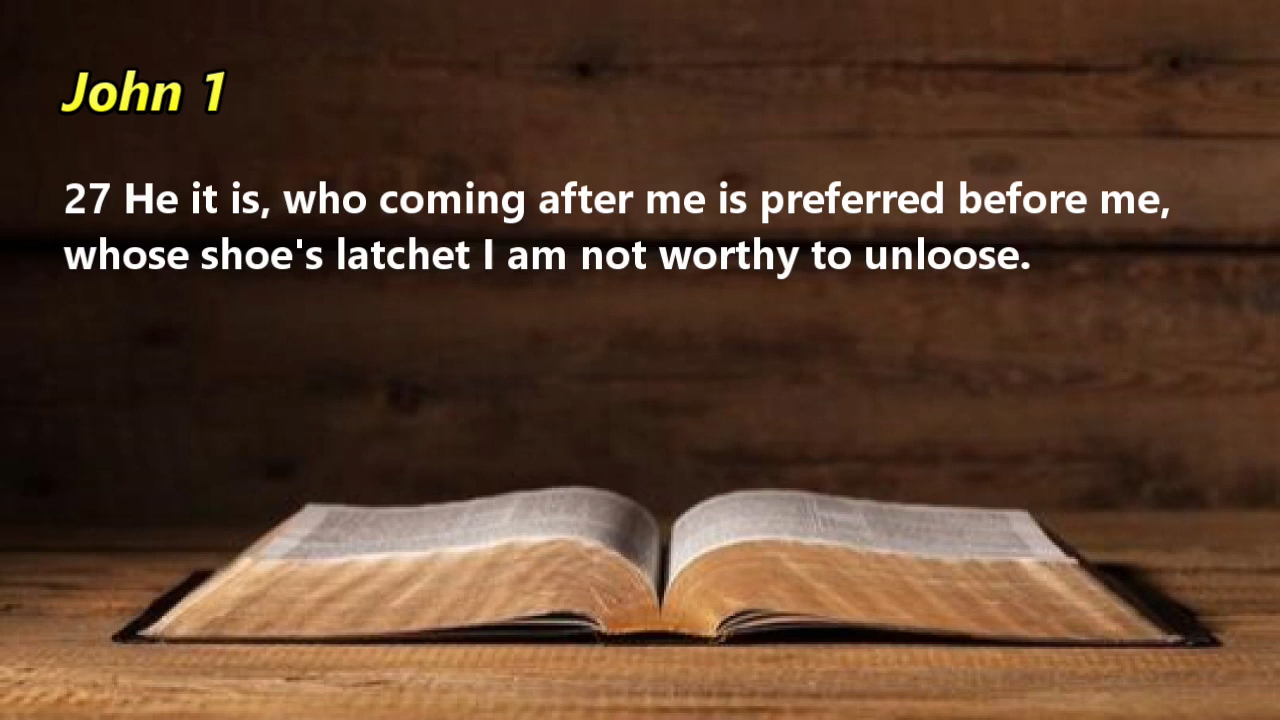 John 1
27 He it is, who coming after me is preferred before me,
whose shoe's latchet I am not worthy to unloose.